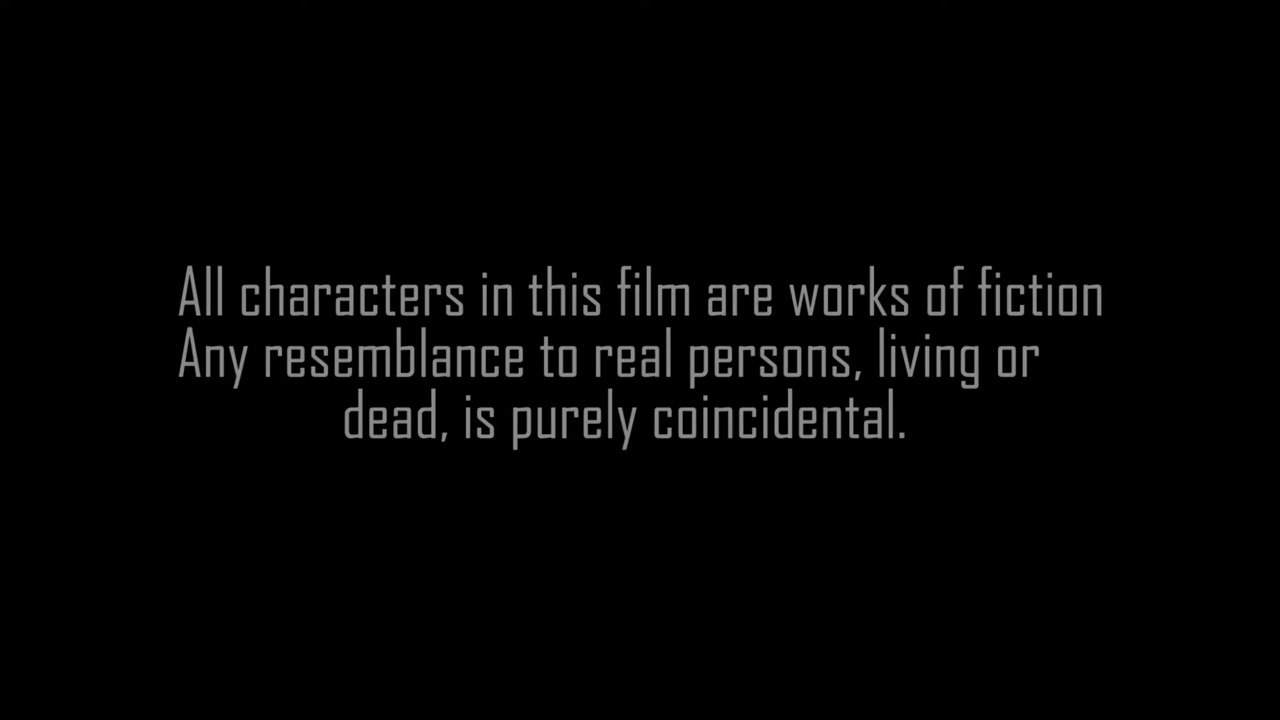 All characters in this film are works of fiction
Any resemblance to real persons, living or
dead, is purely coincidental.